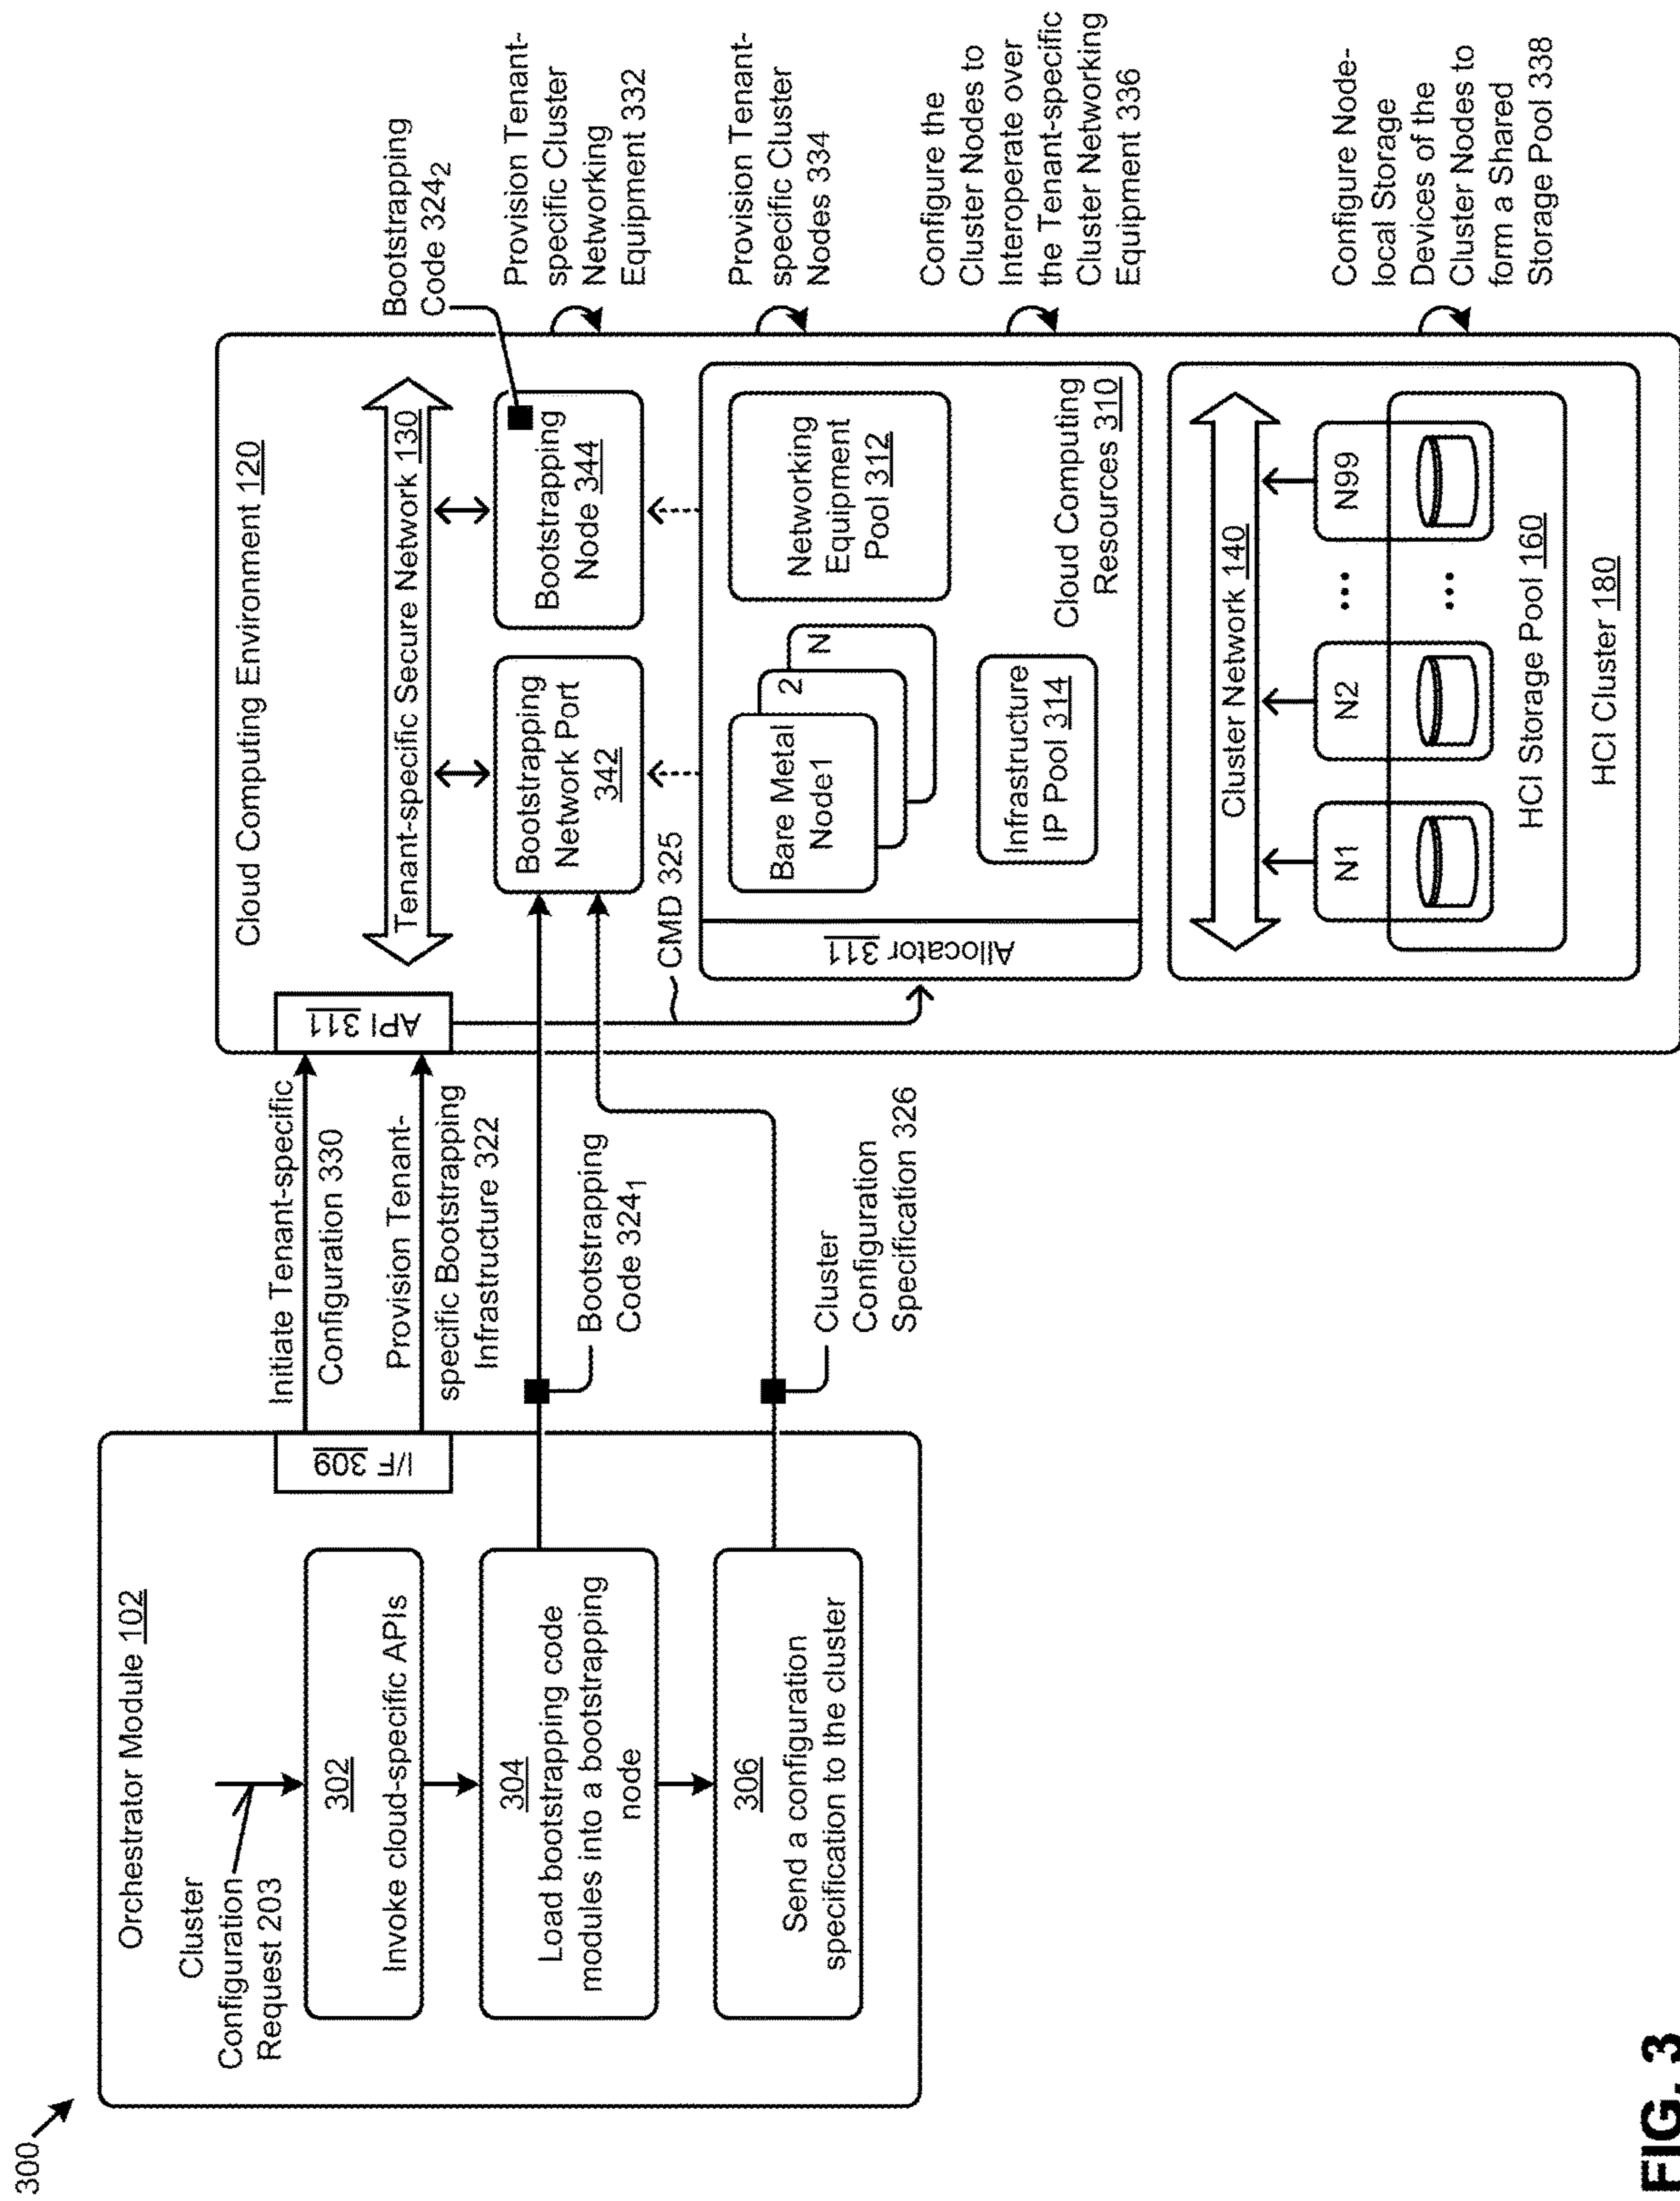 300
Orchestrator Module 102
Cluster
Configuration
Request 203
302
Invoke cloud-specific APIs
304
Load bootstrapping code
modules into a bootstrapping
node
306
Send a configuration
specification to the cluster
I/F 309
Initiate Tenant-specific
Configuration 330
Provision Tenant-
specific Bootstrapping
Infrastructure 322
Bootstrapping
Code 324₁
Cluster
Configuration
Specification 326
API 311
Cloud Computing Environment 120
Tenant-specific Secure Network 130
Bootstrapping
Network Port
342
Bootstrapping
Node 344
CMD 325
Allocator 311
Bare Metal
Node1
2
N
Networking
Equipment
Pool 312
Infrastructure
IP Pool 314
Cloud Computing
Resources 310
Cluster Network 140
N1
N2
...
N99
...
HCI Storage Pool 160
HCI Cluster 180
Bootstrapping
Code 324₂
Provision Tenant-
specific Cluster
Networking
Equipment 332
Provision Tenant-
specific Cluster
Nodes 334
Configure the
Cluster Nodes to
Interoperate over
the Tenant-specific
Cluster Networking
Equipment 336
Configure Node-
local Storage
Devices of the
Cluster Nodes to
form a Shared
Storage Pool 338
FIG. 3